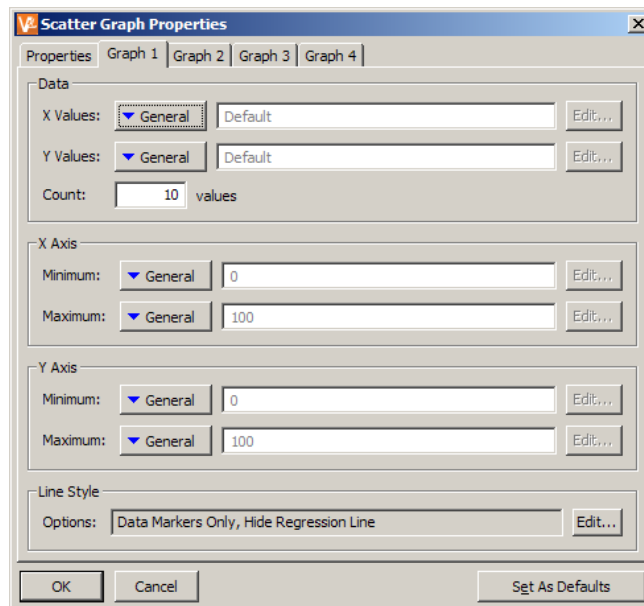 Scatter Graph Properties
Properties Graph 1 Graph 2 Graph 3 Graph 4
Data
X Values: General Default Edit...
Y Values: General Default Edit...
Count: 10 values
X Axis
Minimum: General 0 Edit...
Maximum: General 100 Edit...
Y Axis
Minimum: General 0 Edit...
Maximum: General 100 Edit...
Line Style
Options: Data Markers Only, Hide Regression Line Edit...
OK Cancel Set As Defaults